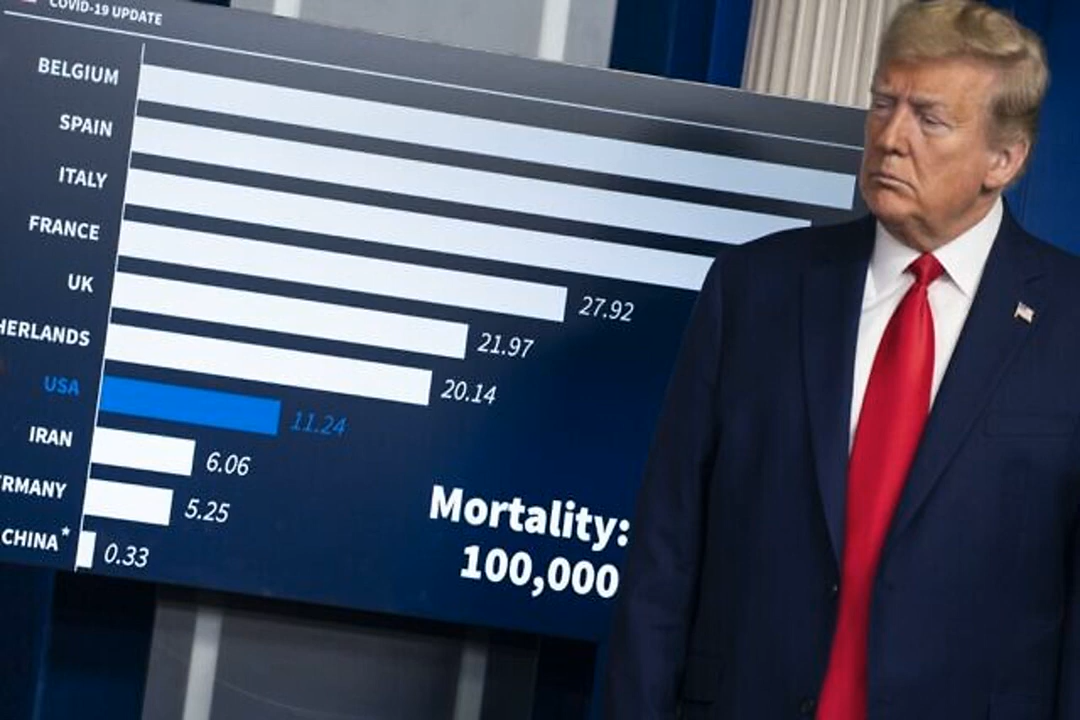 COVID-19 UPDATE
BELGIUM
SPAIN
ITALY
FRANCE 27.92
UK 21.97
HERLANDS 20.14
USA 11.24
IRAN 6.06
RMANY 5.25
CHINA* 0.33
Mortality:
100,000